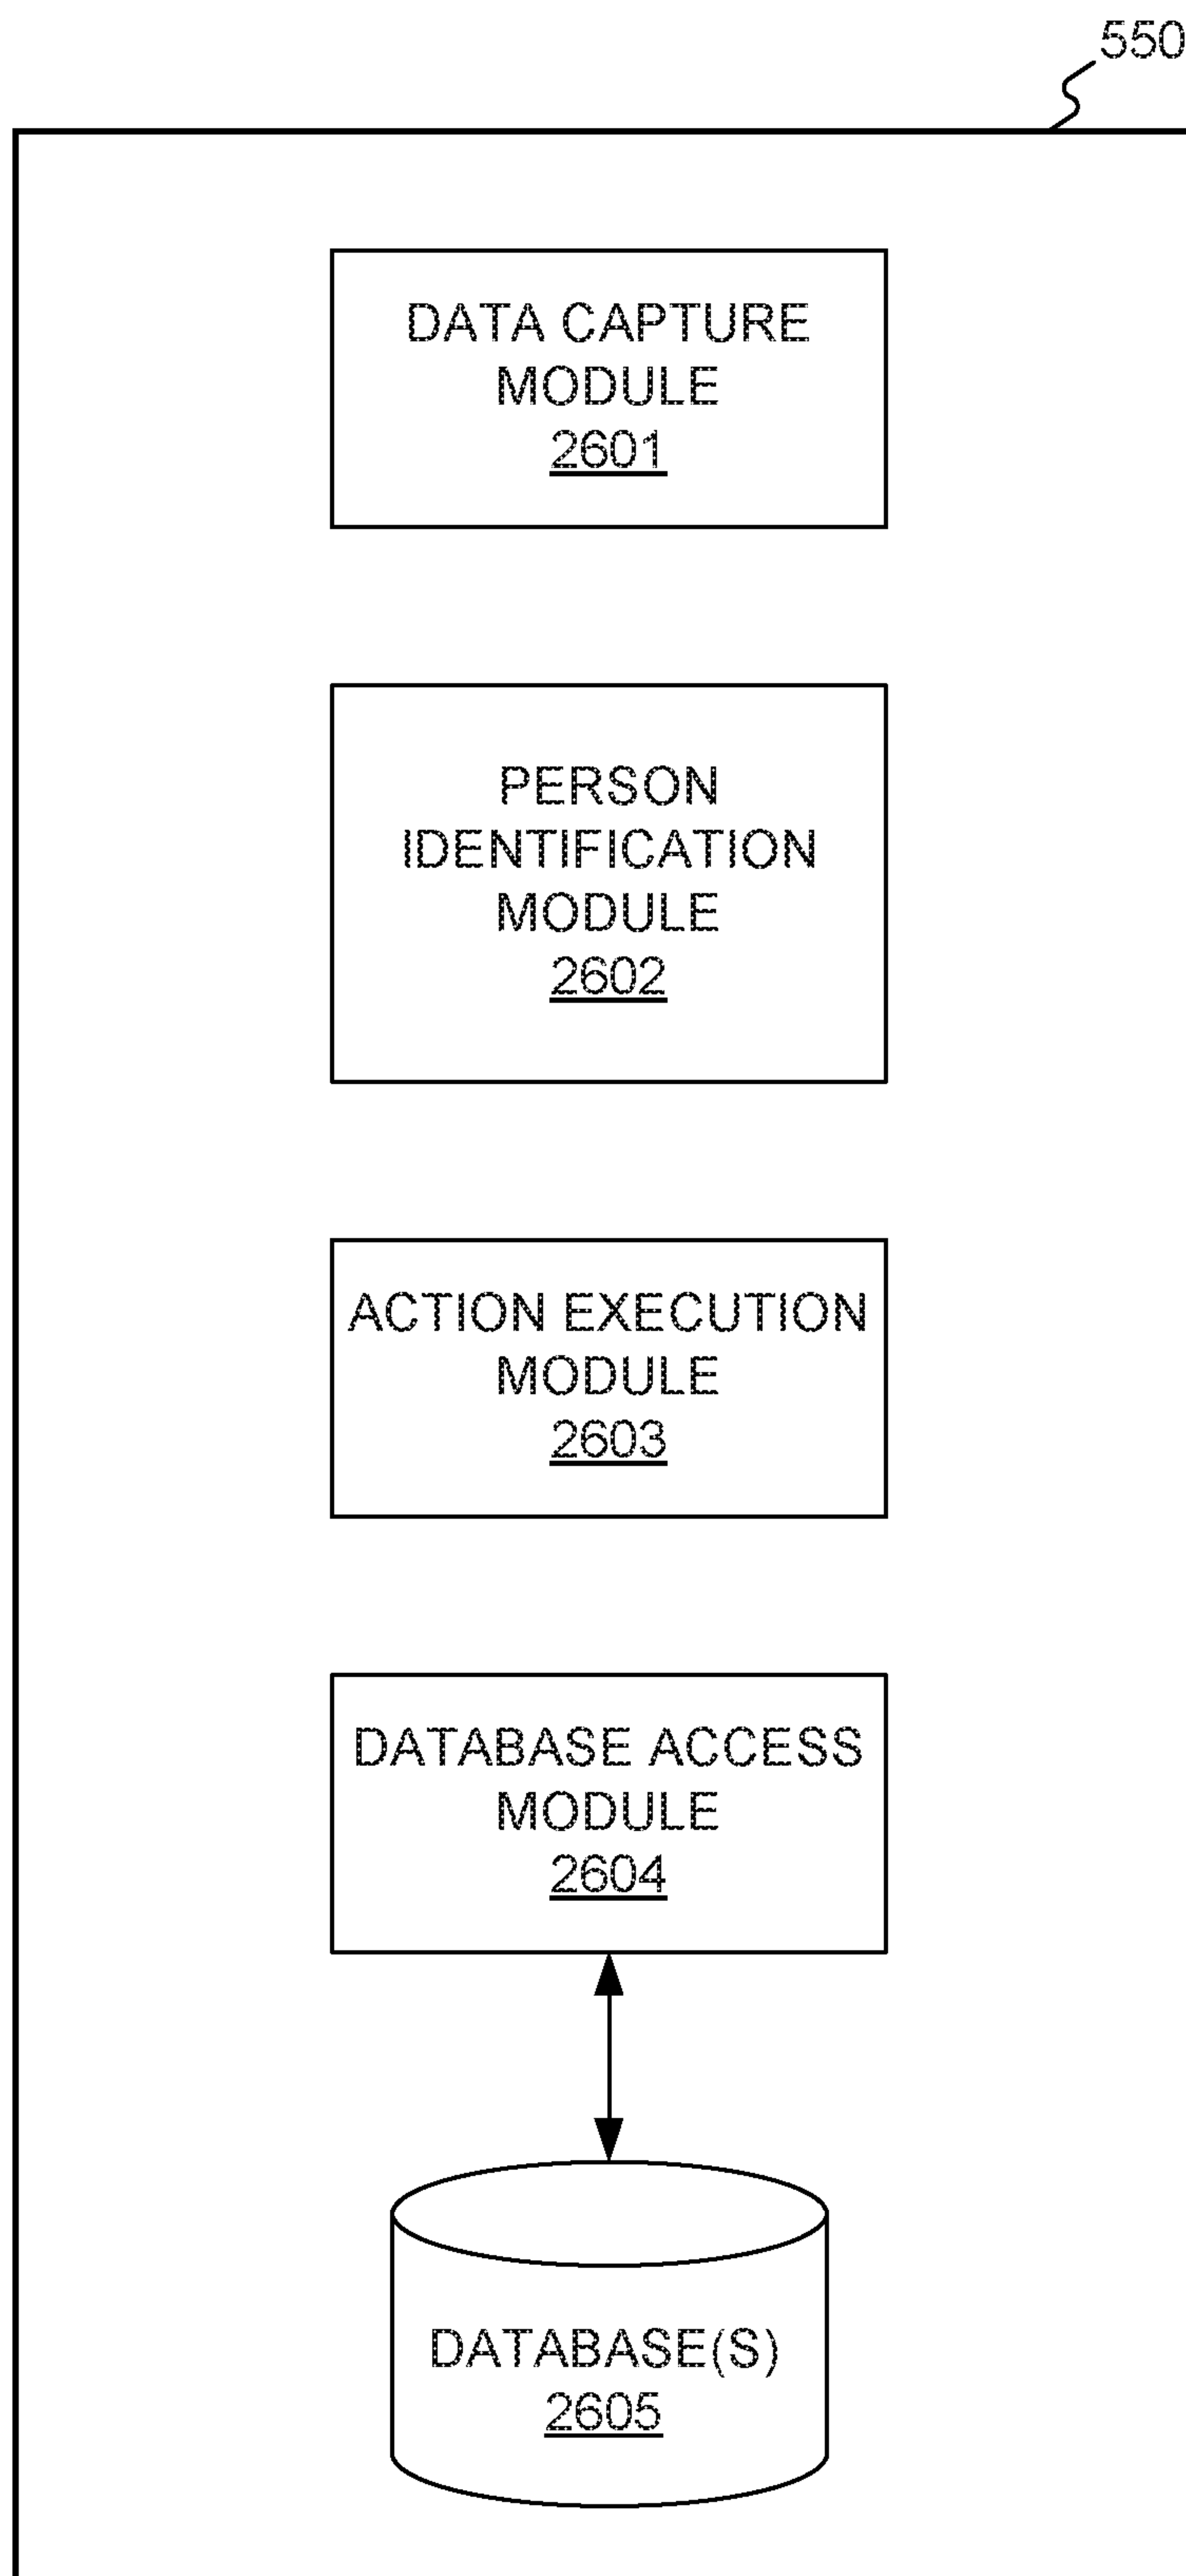 550
DATA CAPTURE
MODULE
2601
PERSON
IDENTIFICATION
MODULE
2602
ACTION EXECUTION
MODULE
2603
DATABASE ACCESS
MODULE
2604
DATABASE(S)
2605